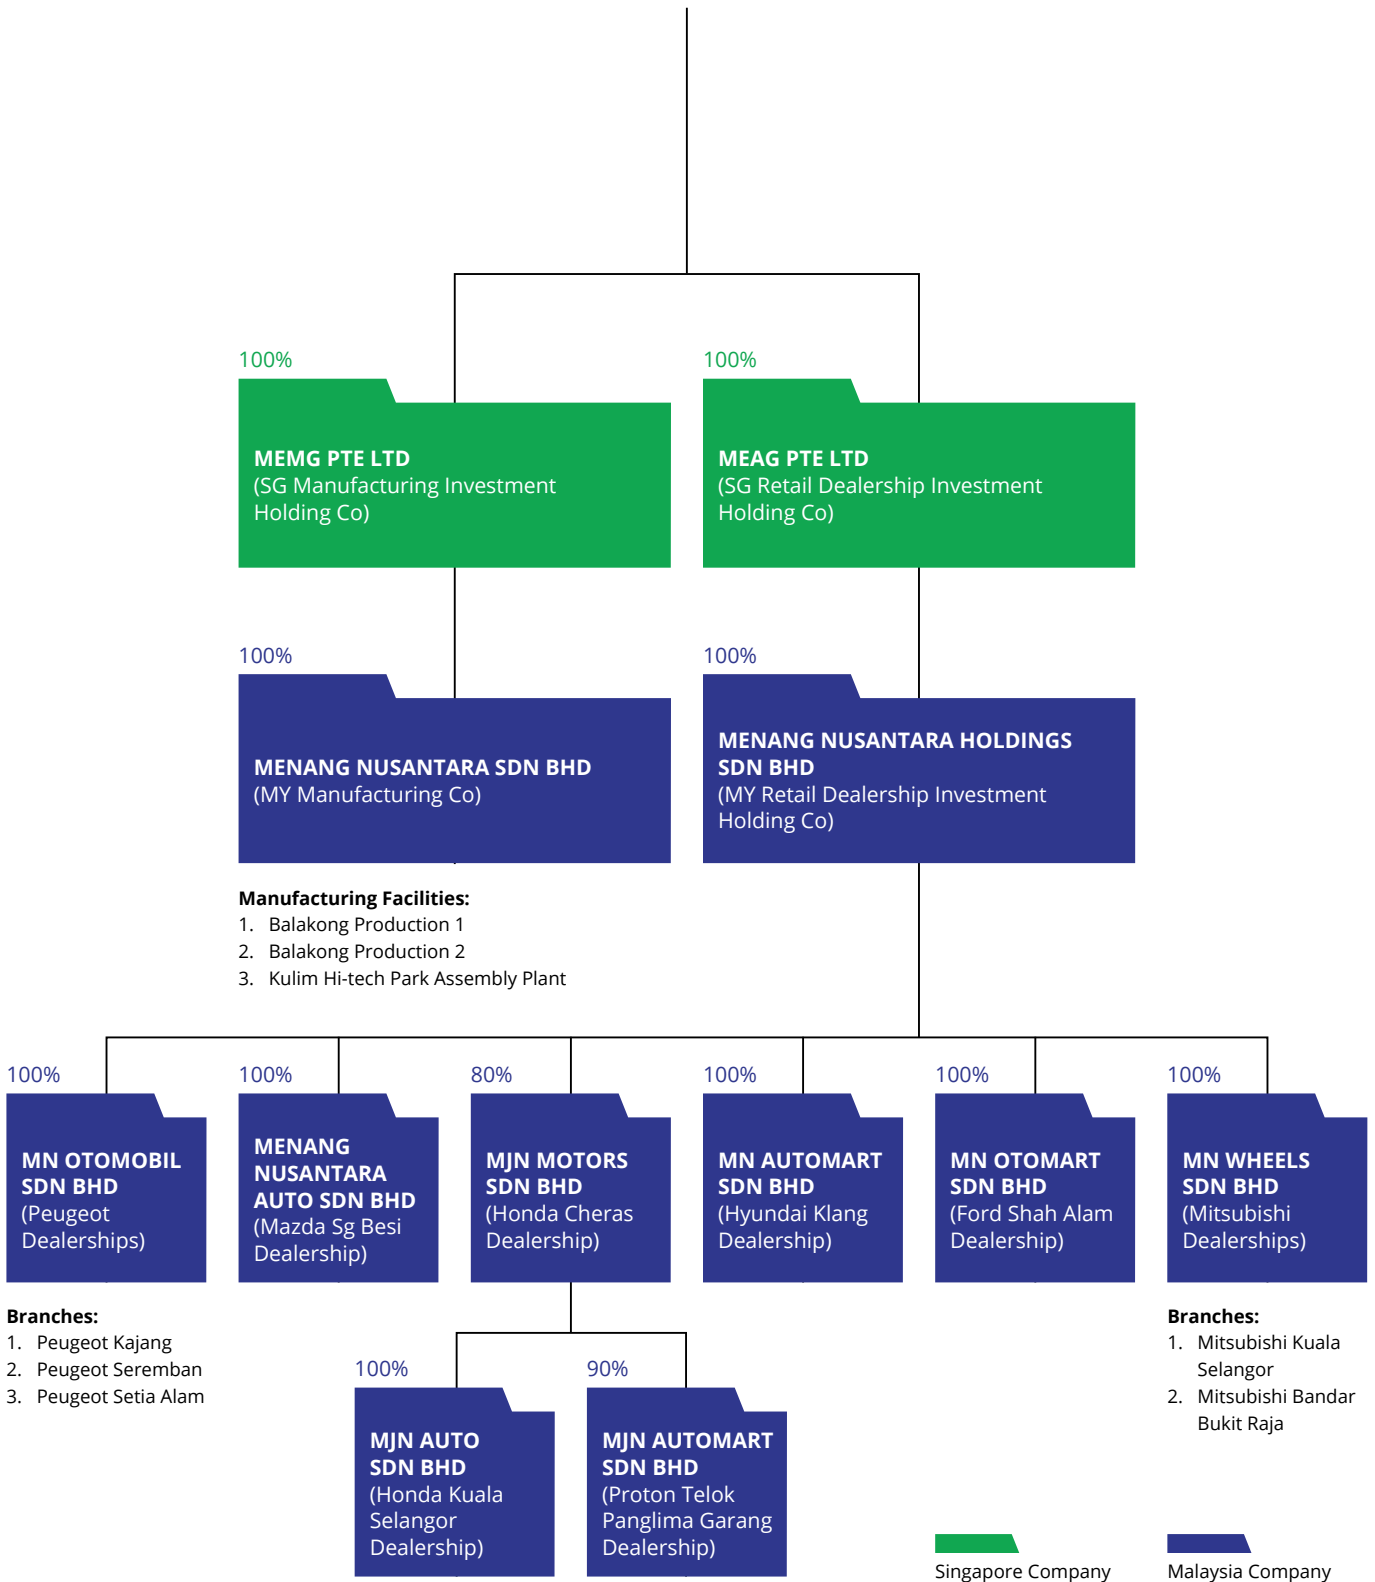 100%
MEMG PTE LTD
(SG Manufacturing Investment
Holding Co)
100%
MEAG PTE LTD
(SG Retail Dealership Investment
Holding Co)
100%
MENANG NUSANTARA SDN BHD
(MY Manufacturing Co)
100%
MENANG NUSANTARA HOLDINGS
SDN BHD
(MY Retail Dealership Investment
Holding Co)
Manufacturing Facilities:
1. Balakong Production 1
2. Balakong Production 2
3. Kulim Hi-tech Park Assembly Plant
100%
MN OTOMOBIL
SDN BHD
(Peugeot
Dealerships)
Branches:
1. Peugeot Kajang
2. Peugeot Seremban
3. Peugeot Setia Alam
100%
MENANG
NUSANTARA
AUTO SDN BHD
(Mazda Sg Besi
Dealership)
80%
MJN MOTORS
SDN BHD
(Honda Cheras
Dealership)
100%
MN AUTOMART
SDN BHD
(Hyundai Klang
Dealership)
100%
MN OTOMART
SDN BHD
(Ford Shah Alam
Dealership)
100%
MN WHEELS
SDN BHD
(Mitsubishi
Dealerships)
Branches:
1. Mitsubishi Kuala
Selangor
2. Mitsubishi Bandar
Bukit Raja
100%
MJN AUTO
SDN BHD
(Honda Kuala
Selangor
Dealership)
90%
MJN AUTOMART
SDN BHD
(Proton Telok
Panglima Garang
Dealership)
Singapore Company
Malaysia Company